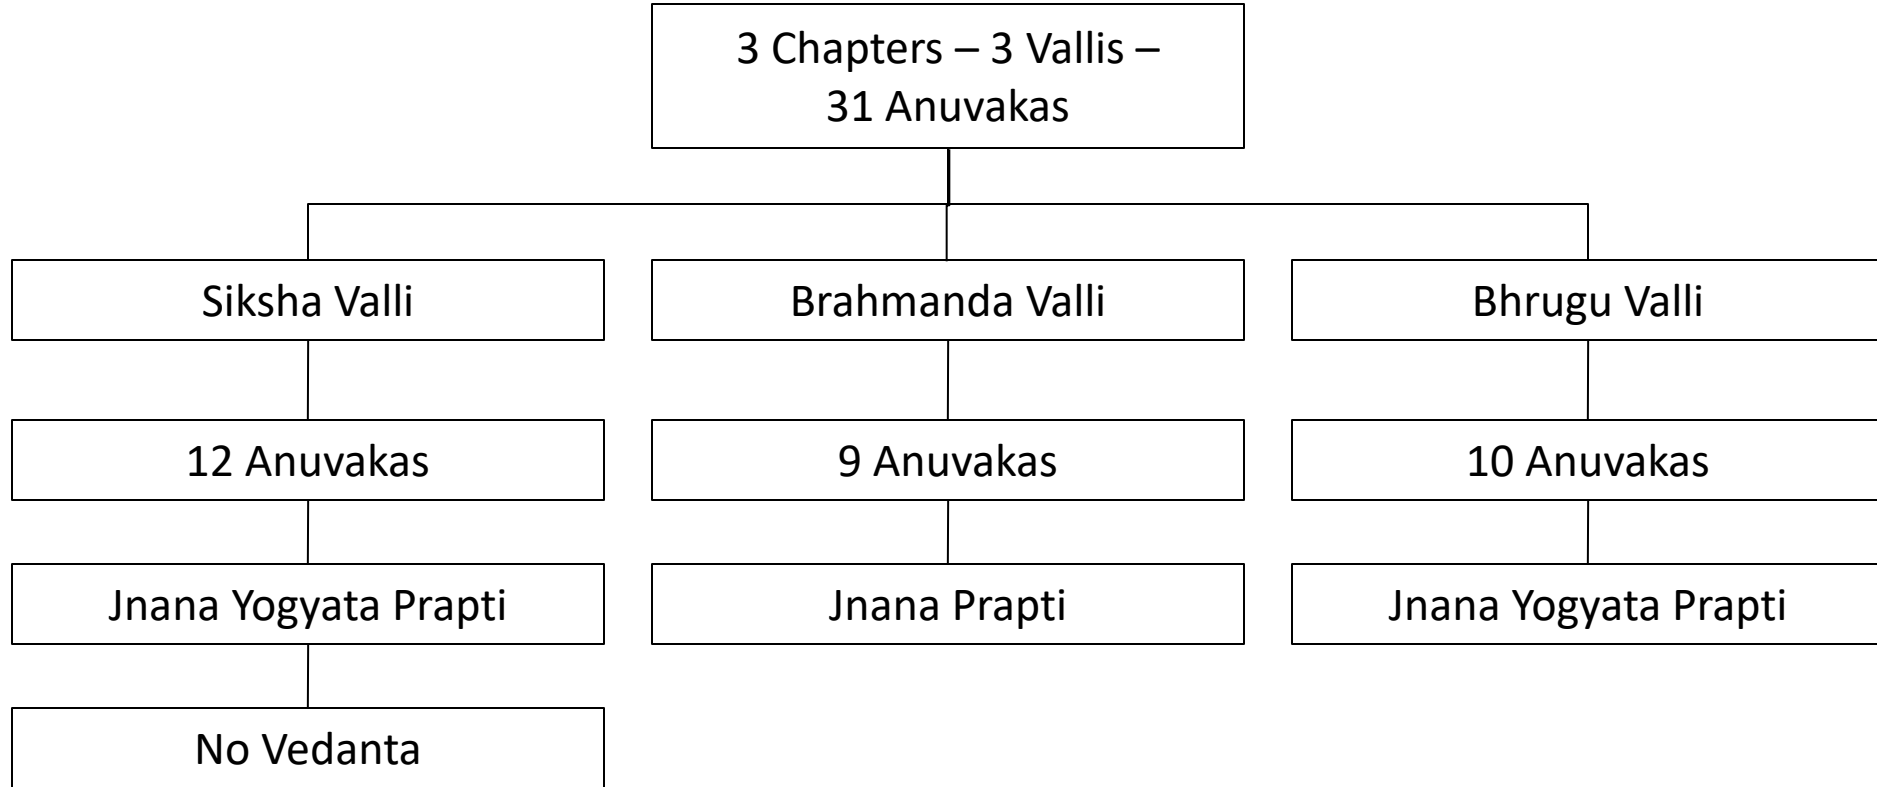 3 Chapters – 3 Vallis –
31 Anuvakas
Siksha Valli
Brahmanda Valli
Bhrugu Valli
12 Anuvakas
9 Anuvakas
10 Anuvakas
Jnana Yogyata Prapti
Jnana Prapti
Jnana Yogyata Prapti
No Vedanta